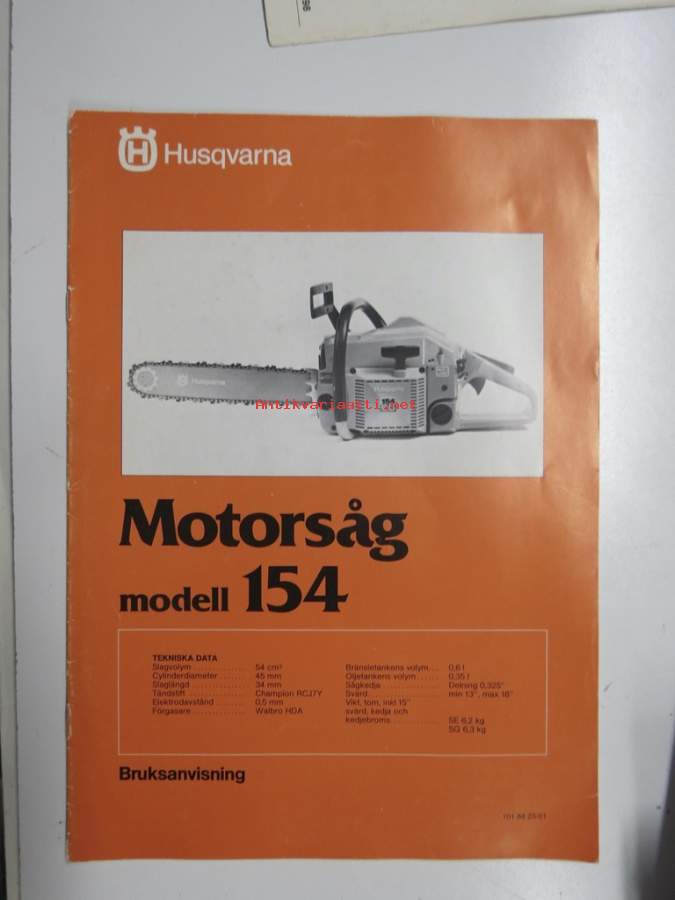 96
Husqvarna
Husqvarna
154
Antikvariaatti.net
Motorsåg
modell 154
TEKNISKA DATA
Slagvolym . . . . . . . . . . . 54 cm³
Cylinderdiameter . . . . . . 45 mm
Slaglängd . . . . . . . . . . . 34 mm
Tändstift . . . . . . . . . . . . Champion RCJ7Y
Elektrodavstånd . . . . . . 0,5 mm
Förgasare . . . . . . . . . . . Walbro HDA
Bränsletankens volym . . . 0,6 l
Oljetankens volym . . . . . 0,35 l
Sågkedja . . . . . . . . . . . . Delning 0,325"
Svärd . . . . . . . . . . . . . . min 13", max 18"
Vikt, tom, inkl 15"
svärd, kedja och
kedjebroms . . . . . . . . . . SE 6,2 kg
SG 6,3 kg
Bruksanvisning